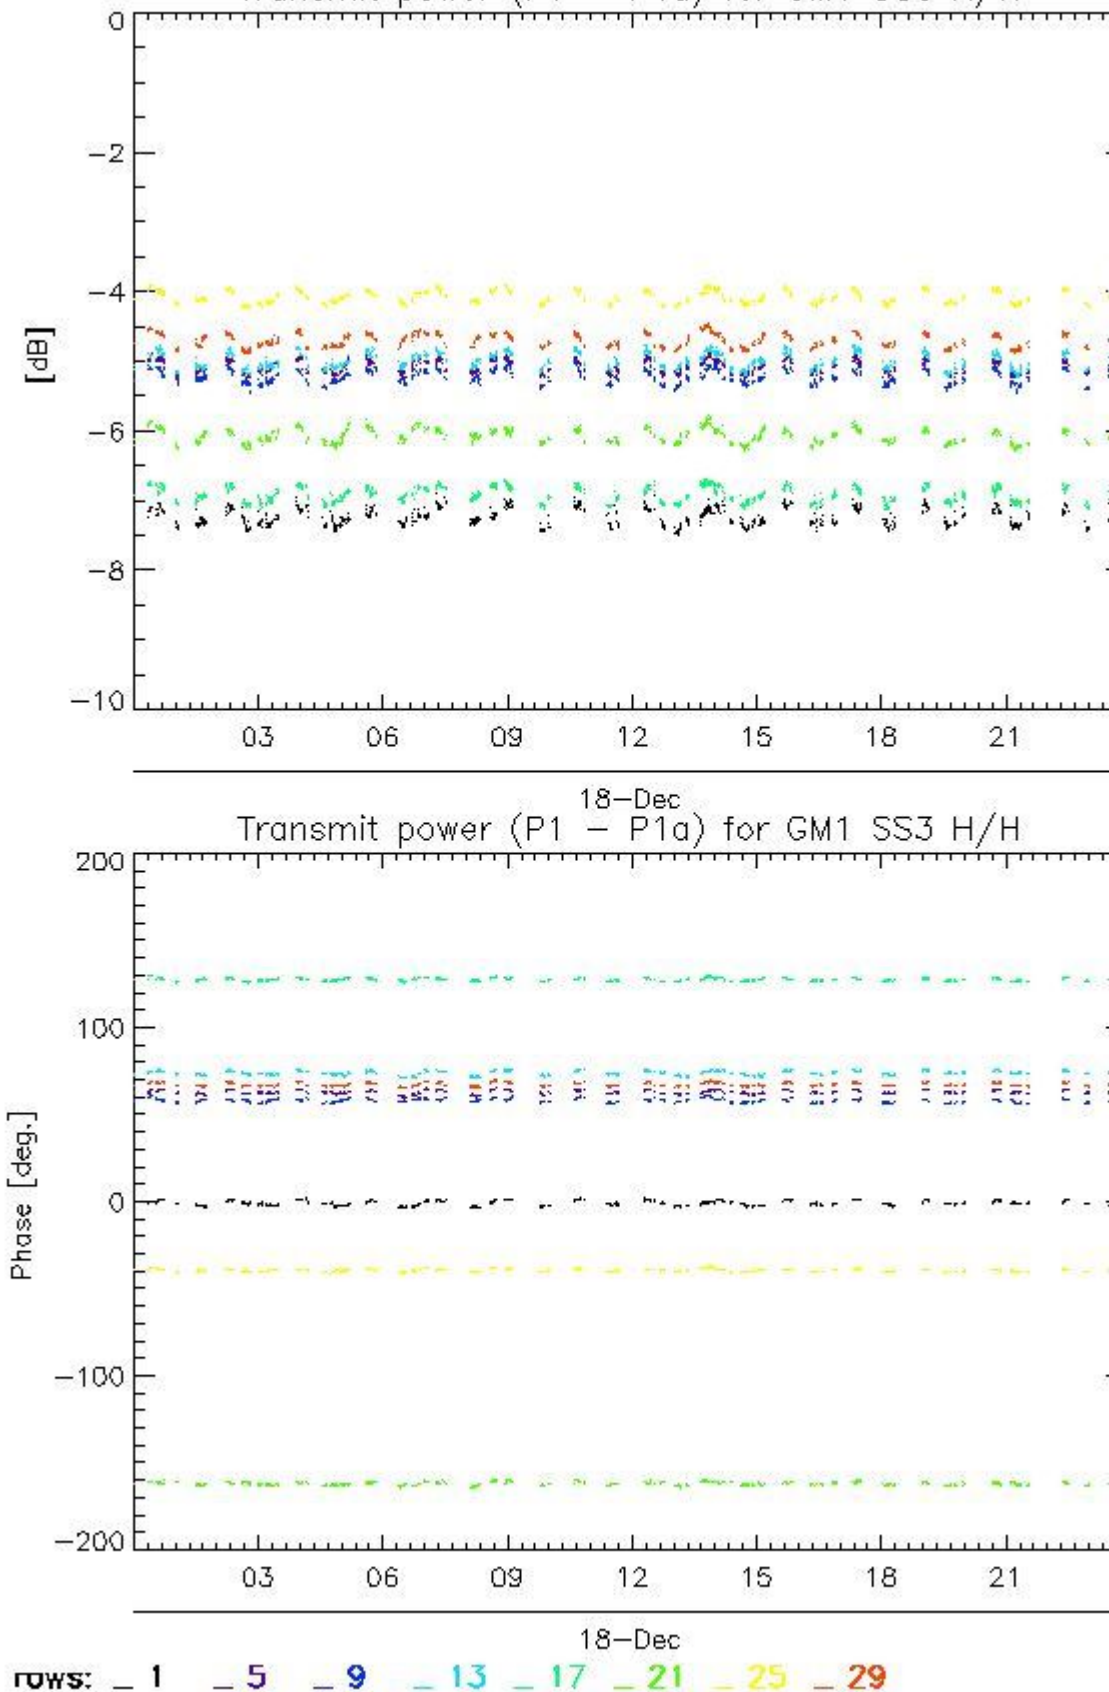 0
−2
−4
[dB]
−6
−8
−10
03 06 09 12 15 18 21
18−Dec
Transmit power (P1 − P1a) for GM1 SS3 H/H
200
100
Phase [deg.]
0
−100
−200
03 06 09 12 15 18 21
18−Dec
rows: _ 1 _ 5 _ 9 _ 13 _ 17 _ 21 _ 25 _ 29